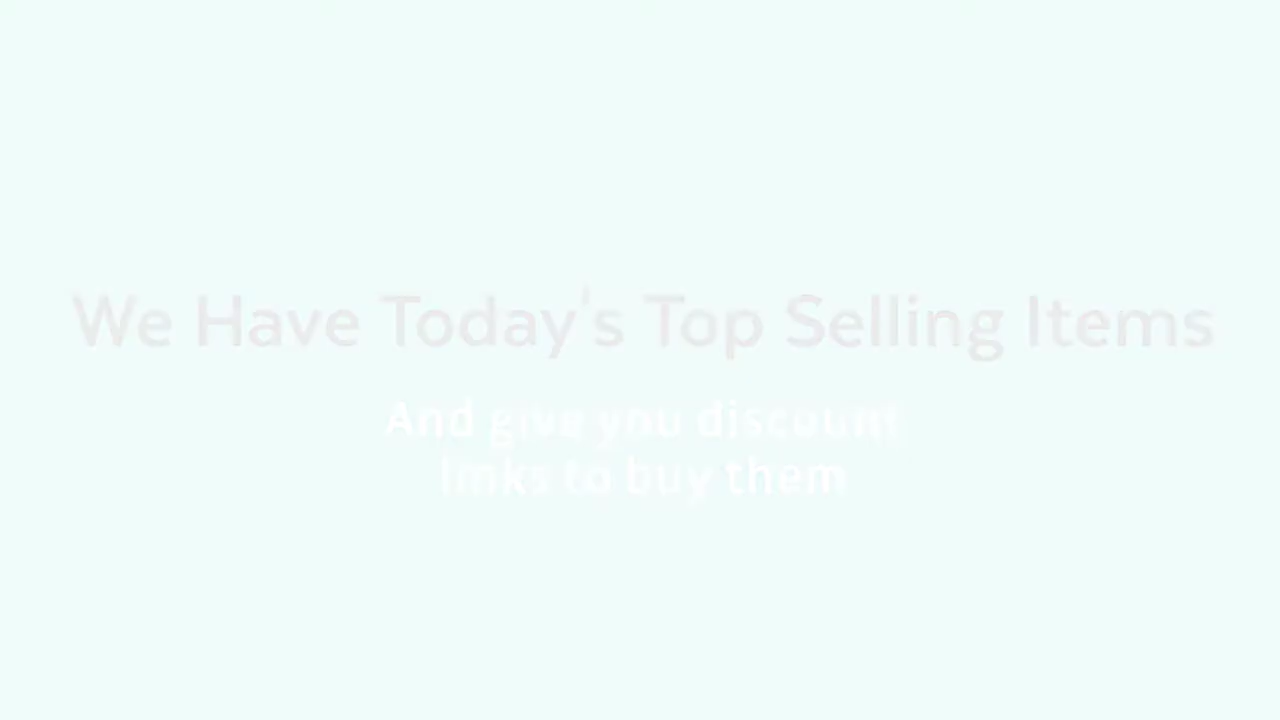 We Have Today's Top Selling Items
And give you discount
links to buy them